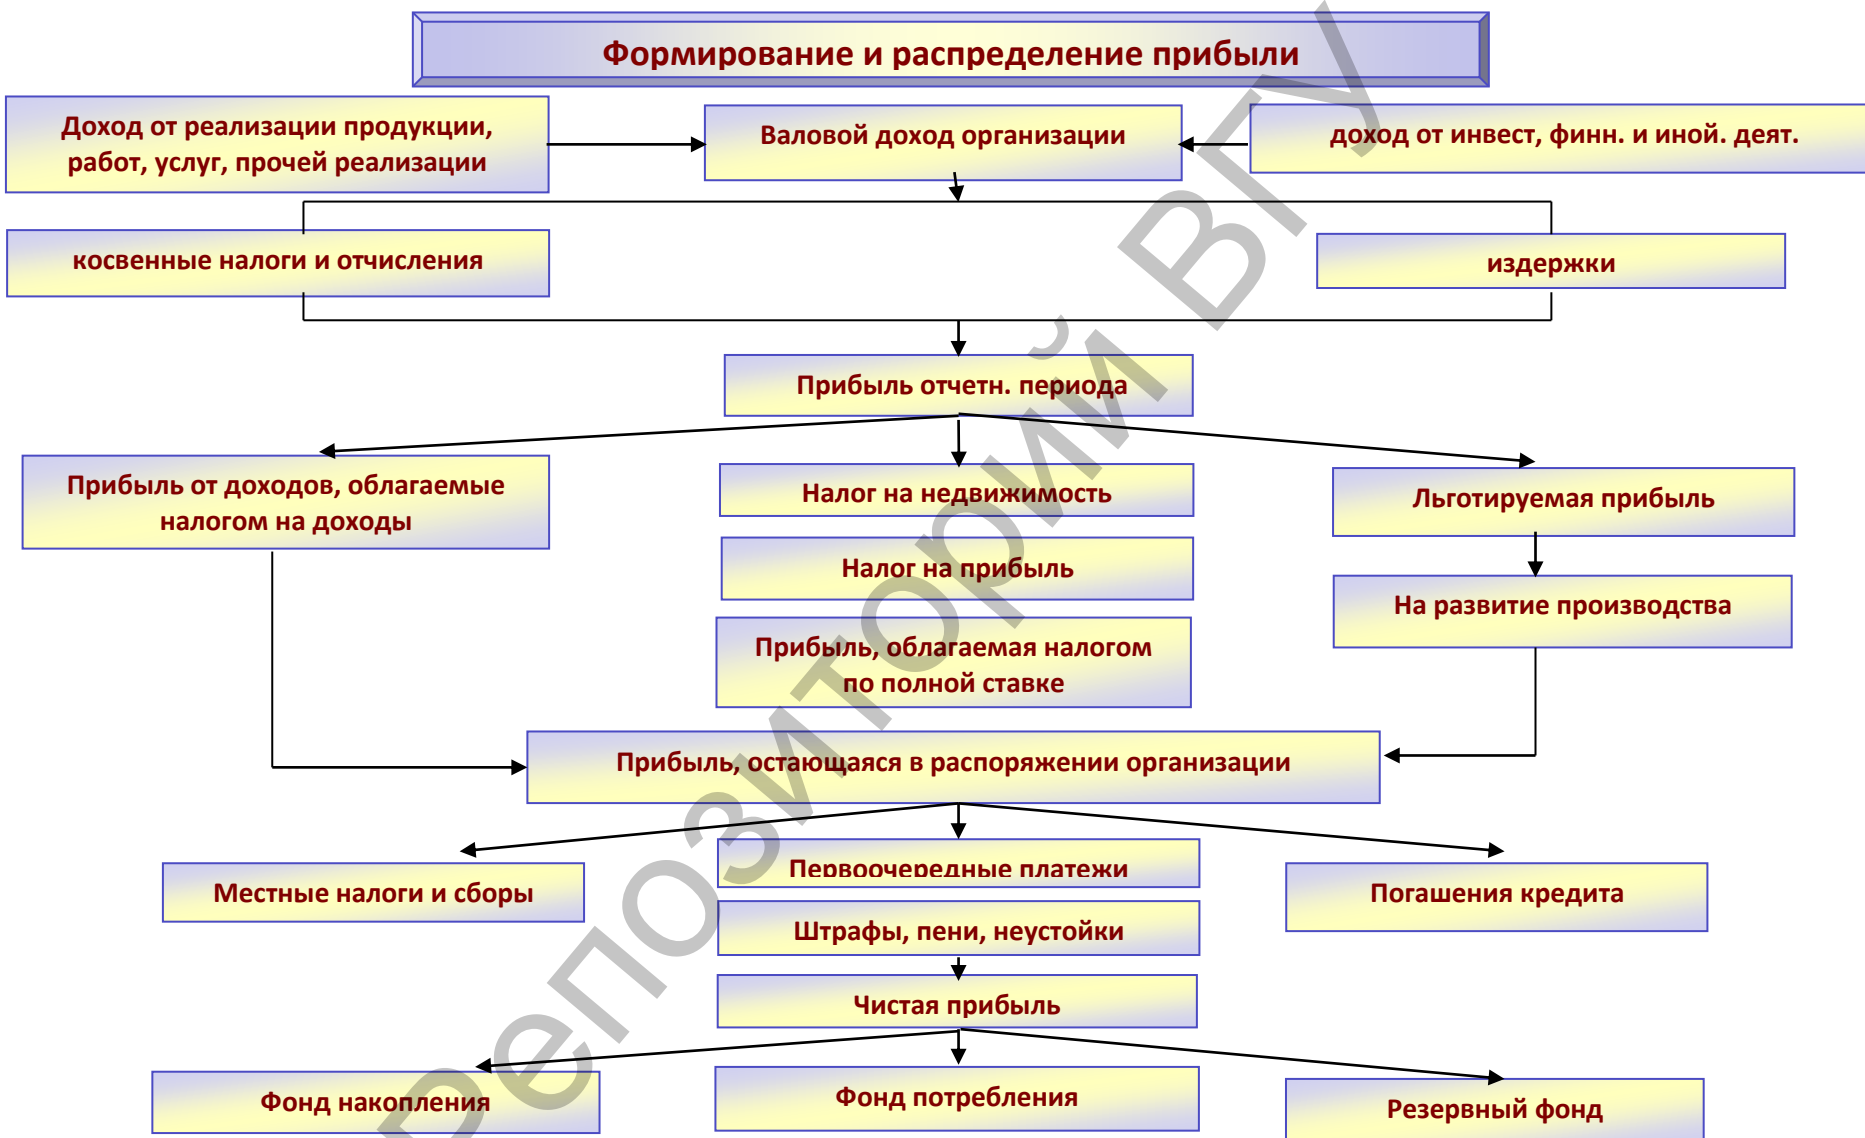 Формирование и распределение прибыли
Доход от реализации продукции,
работ, услуг, прочей реализации
Валовой доход организации
доход от инвест, финн. и иной. деят.
косвенные налоги и отчисления
издержки
Прибыль отчетн. периода
Прибыль от доходов, облагаемые
налогом на доходы
Налог на недвижимость
Льготируемая прибыль
Налог на прибыль
На развитие производства
Прибыль, облагаемая налогом
по полной ставке
Прибыль, остающаяся в распоряжении организации
Местные налоги и сборы
Первоочередные платежи
Погашения кредита
Штрафы, пени, неустойки
Чистая прибыль
Фонд накопления
Фонд потребления
Резервный фонд
Репозиторий ВГУ